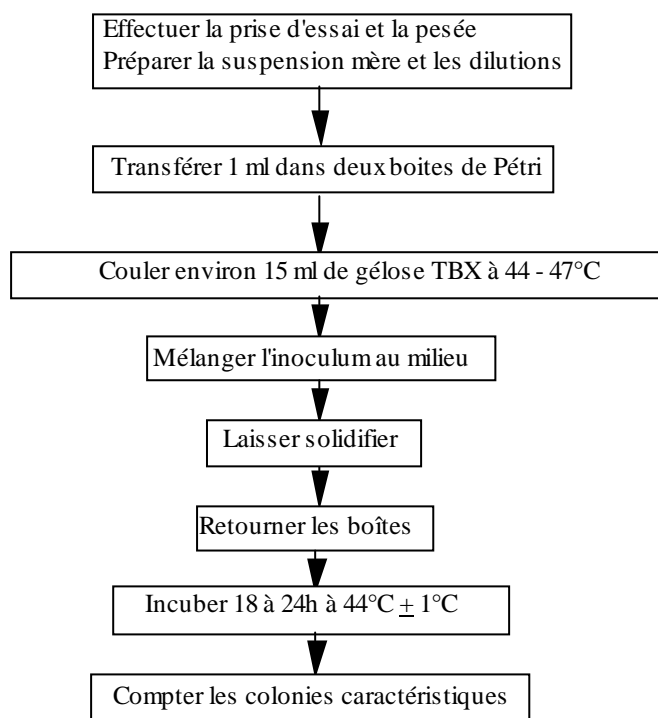 Effectuer la prise d'essai et la pesée
Préparer la suspension mère et les dilutions
Transférer 1 ml dans deux boites de Pétri
Couler environ 15 ml de gélose TBX à 44 - 47°C
Mélanger l'inoculum au milieu
Laisser solidifier
Retourner les boîtes
Incuber 18 à 24h à 44°C ± 1°C
Compter les colonies caractéristiques